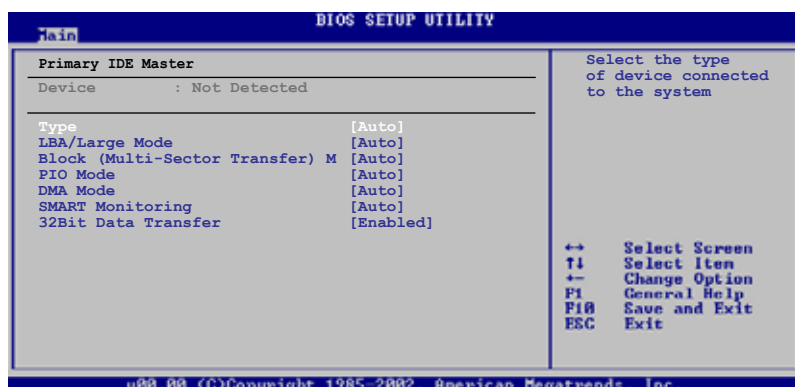 BIOS SETUP UTILITY
Main
Primary IDE Master
Device : Not Detected
Type [Auto]
LBA/Large Mode [Auto]
Block (Multi-Sector Transfer) M [Auto]
PIO Mode [Auto]
DMA Mode [Auto]
SMART Monitoring [Auto]
32Bit Data Transfer [Enabled]
Select the type
of device connected
to the system
↔ Select Screen
↑↓ Select Item
+- Change Option
F1 General Help
F10 Save and Exit
ESC Exit
v00.00 (C)Copyright 1985-2002, American Megatrends, Inc.